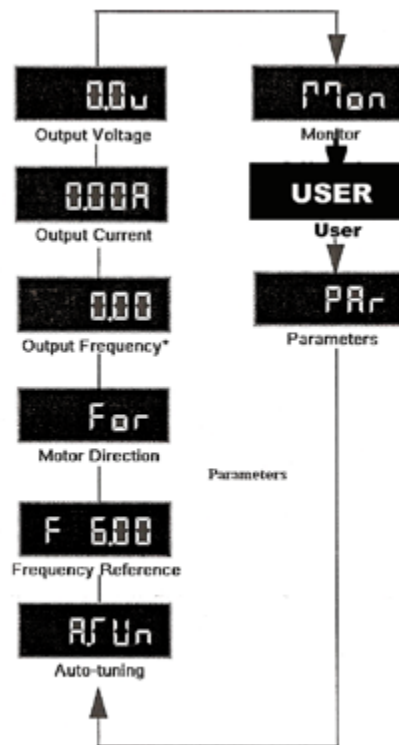 0.0u
Output Voltage
0.00A
Output Current
0.00
Output Frequency*
For
Motor Direction
F 6.00
Frequency Reference
A.TUn
Auto-tuning
Mon
Monitor
USER
User
PAr
Parameters
Parameters